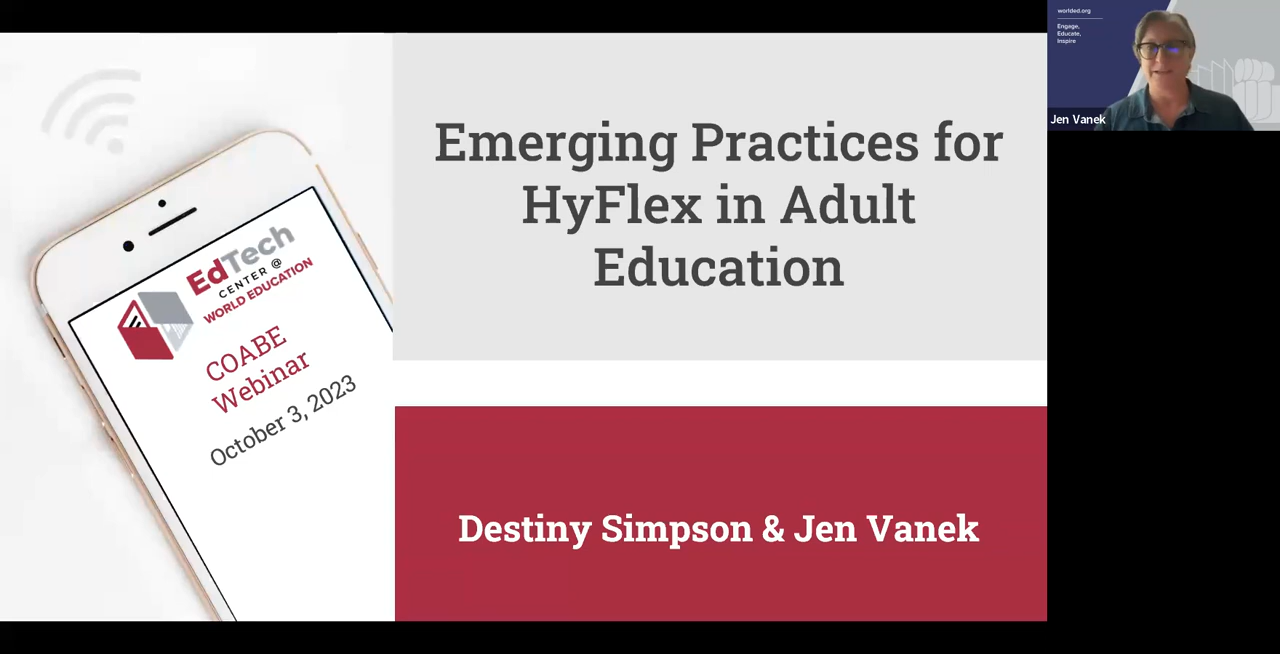 EdTech
CENTER @
WORLD EDUCATION
COABE
Webinar
October 3, 2023
Emerging Practices for
HyFlex in Adult
Education
Destiny Simpson & Jen Vanek
worlded.org
Engage,
Educate,
Inspire
Jen Vanek